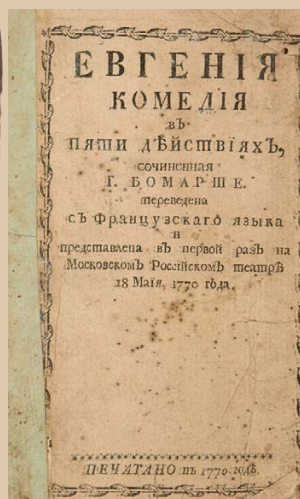 ЕВГЕНІЯ
КОМЕДІЯ
въ
пяти дѣйствіяхъ,
сочиненная
Г. БОМАРШЕ.
переведена
съ Французскаго языка
и
представлена въ первой разъ на
Московскомъ Россійскомъ театрѣ
18 Маія, 1770 года.
ПЕЧАТАНО въ 1770 годѣ.